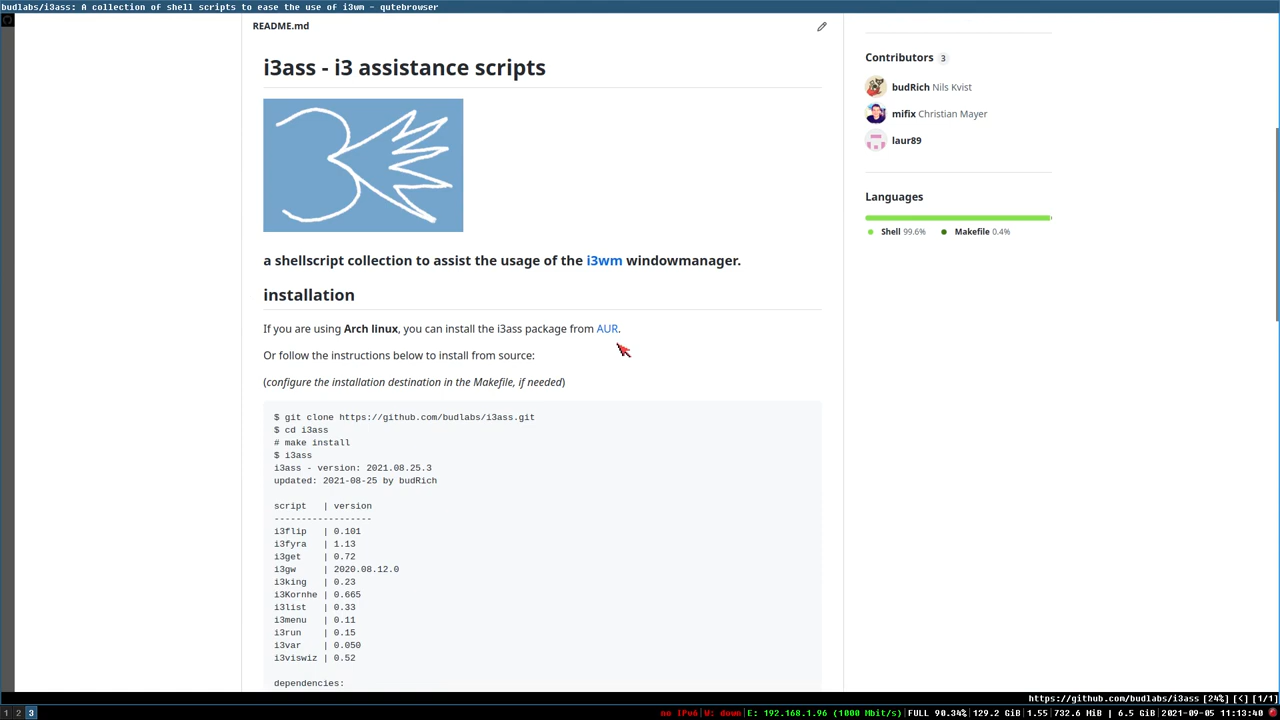 budlabs/i3ass: A collection of shell scripts to ease the use of i3wm - qutebrowser
README.md
i3ass - i3 assistance scripts
a shellscript collection to assist the usage of the i3wm windowmanager.
installation
If you are using Arch linux, you can install the i3ass package from AUR.
Or follow the instructions below to install from source:
(configure the installation destination in the Makefile, if needed)
$ git clone https://github.com/budlabs/i3ass.git
$ cd i3ass
# make install
$ i3ass
i3ass - version: 2021.08.25.3
updated: 2021-08-25 by budRich
script | version
------------------
i3flip | 0.101
i3fyra | 1.13
i3get | 0.72
i3gw | 2020.08.12.0
i3king | 0.23
i3Kornhe | 0.665
i3list | 0.33
i3menu | 0.11
i3run | 0.15
i3var | 0.050
i3viswiz | 0.52
dependencies:
Contributors 3
budRich Nils Kvist
mifix Christian Mayer
laur89
Languages
Shell 99.6% Makefile 0.4%
https://github.com/budlabs/i3ass [24%] [<] [1/1]
1 2 3 no IPv6|W: down|E: 192.168.1.96 (1000 Mbit/s)|FULL 90.34%|129.2 GiB|1.55|732.6 MiB | 6.5 GiB|2021-09-05 11:13:40